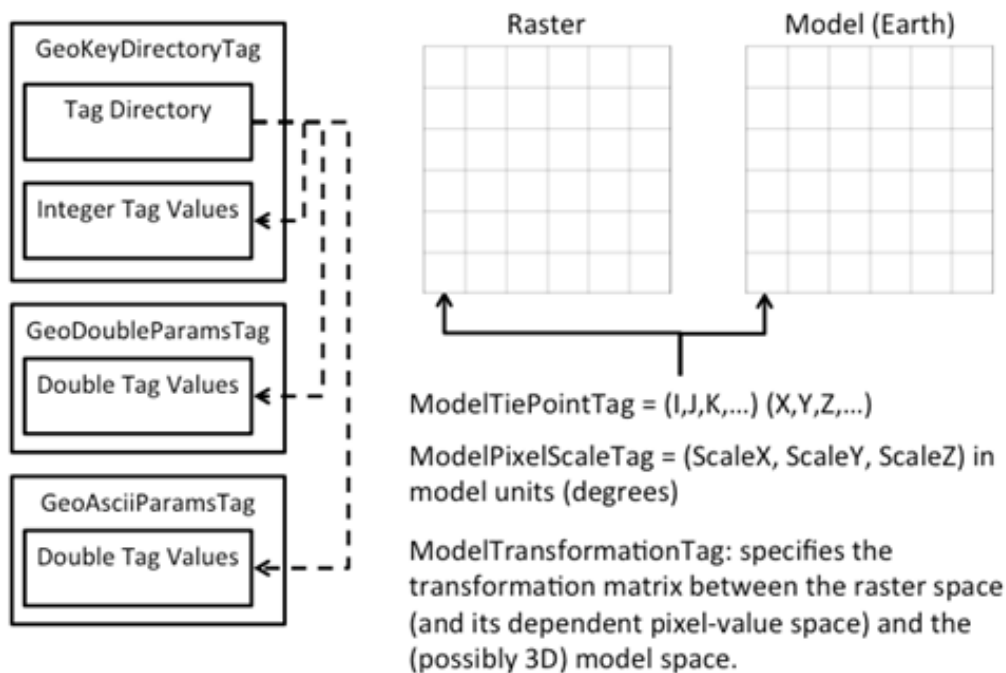 GeoKeyDirectoryTag
Tag Directory
Integer Tag Values
GeoDoubleParamsTag
Double Tag Values
GeoAsciiParamsTag
Double Tag Values
Raster
Model (Earth)
ModelTiePointTag = (I,J,K,...) (X,Y,Z,...)
ModelPixelScaleTag = (ScaleX, ScaleY, ScaleZ) in
model units (degrees)
ModelTransformationTag: specifies the
transformation matrix between the raster space
(and its dependent pixel-value space) and the
(possibly 3D) model space.